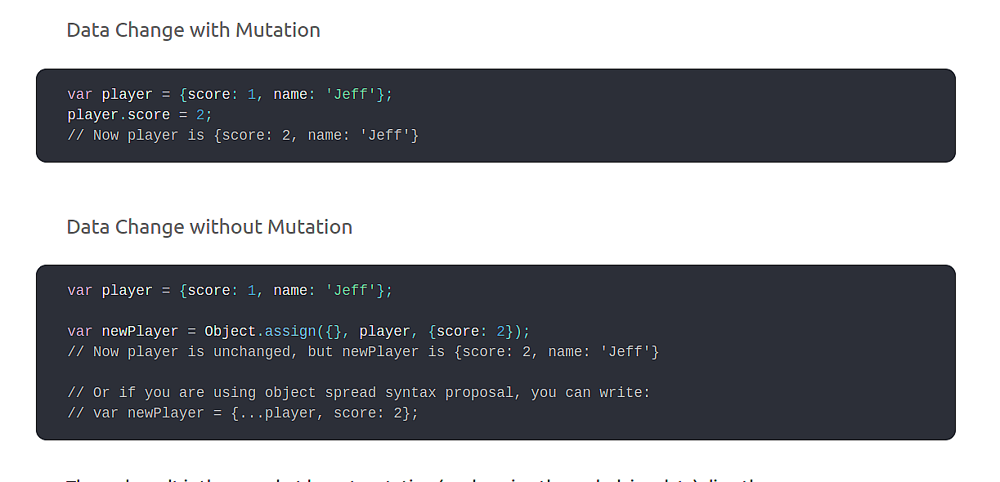 Data Change with Mutation
var player = {score: 1, name: 'Jeff'};
player.score = 2;
// Now player is {score: 2, name: 'Jeff'}
Data Change without Mutation
var player = {score: 1, name: 'Jeff'};
var newPlayer = Object.assign({}, player, {score: 2});
// Now player is unchanged, but newPlayer is {score: 2, name: 'Jeff'}
// Or if you are using object spread syntax proposal, you can write:
// var newPlayer = {...player, score: 2};